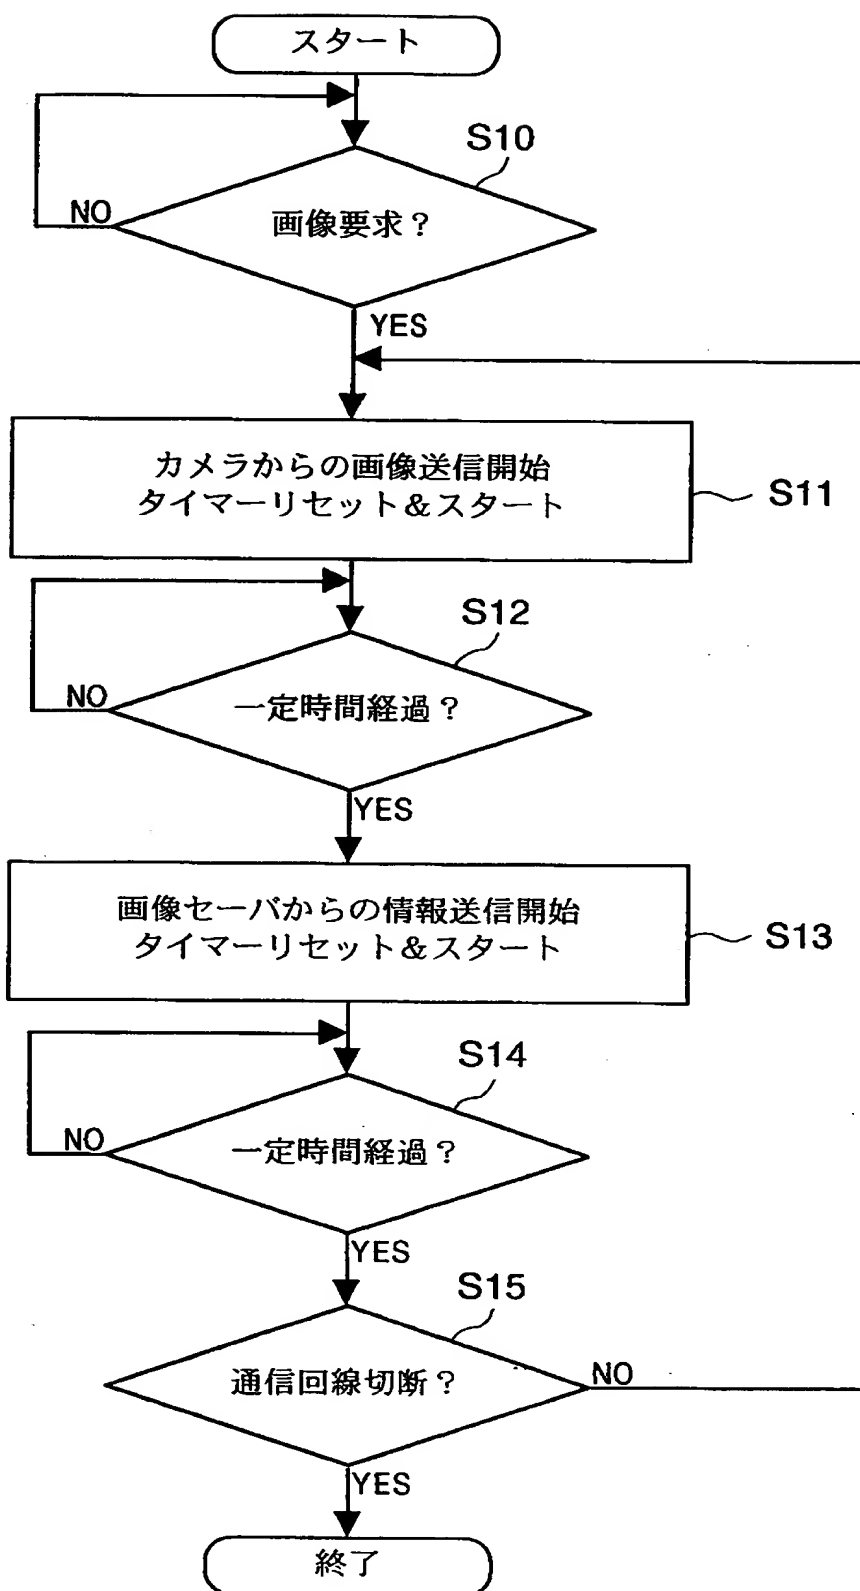 スタート
S10
NO
画像要求？
YES
カメラからの画像送信開始
タイマーリセット＆スタート
S11
S12
NO
一定時間経過？
YES
画像セーバからの情報送信開始
タイマーリセット＆スタート
S13
S14
NO
一定時間経過？
YES
S15
通信回線切断？
NO
YES
終了